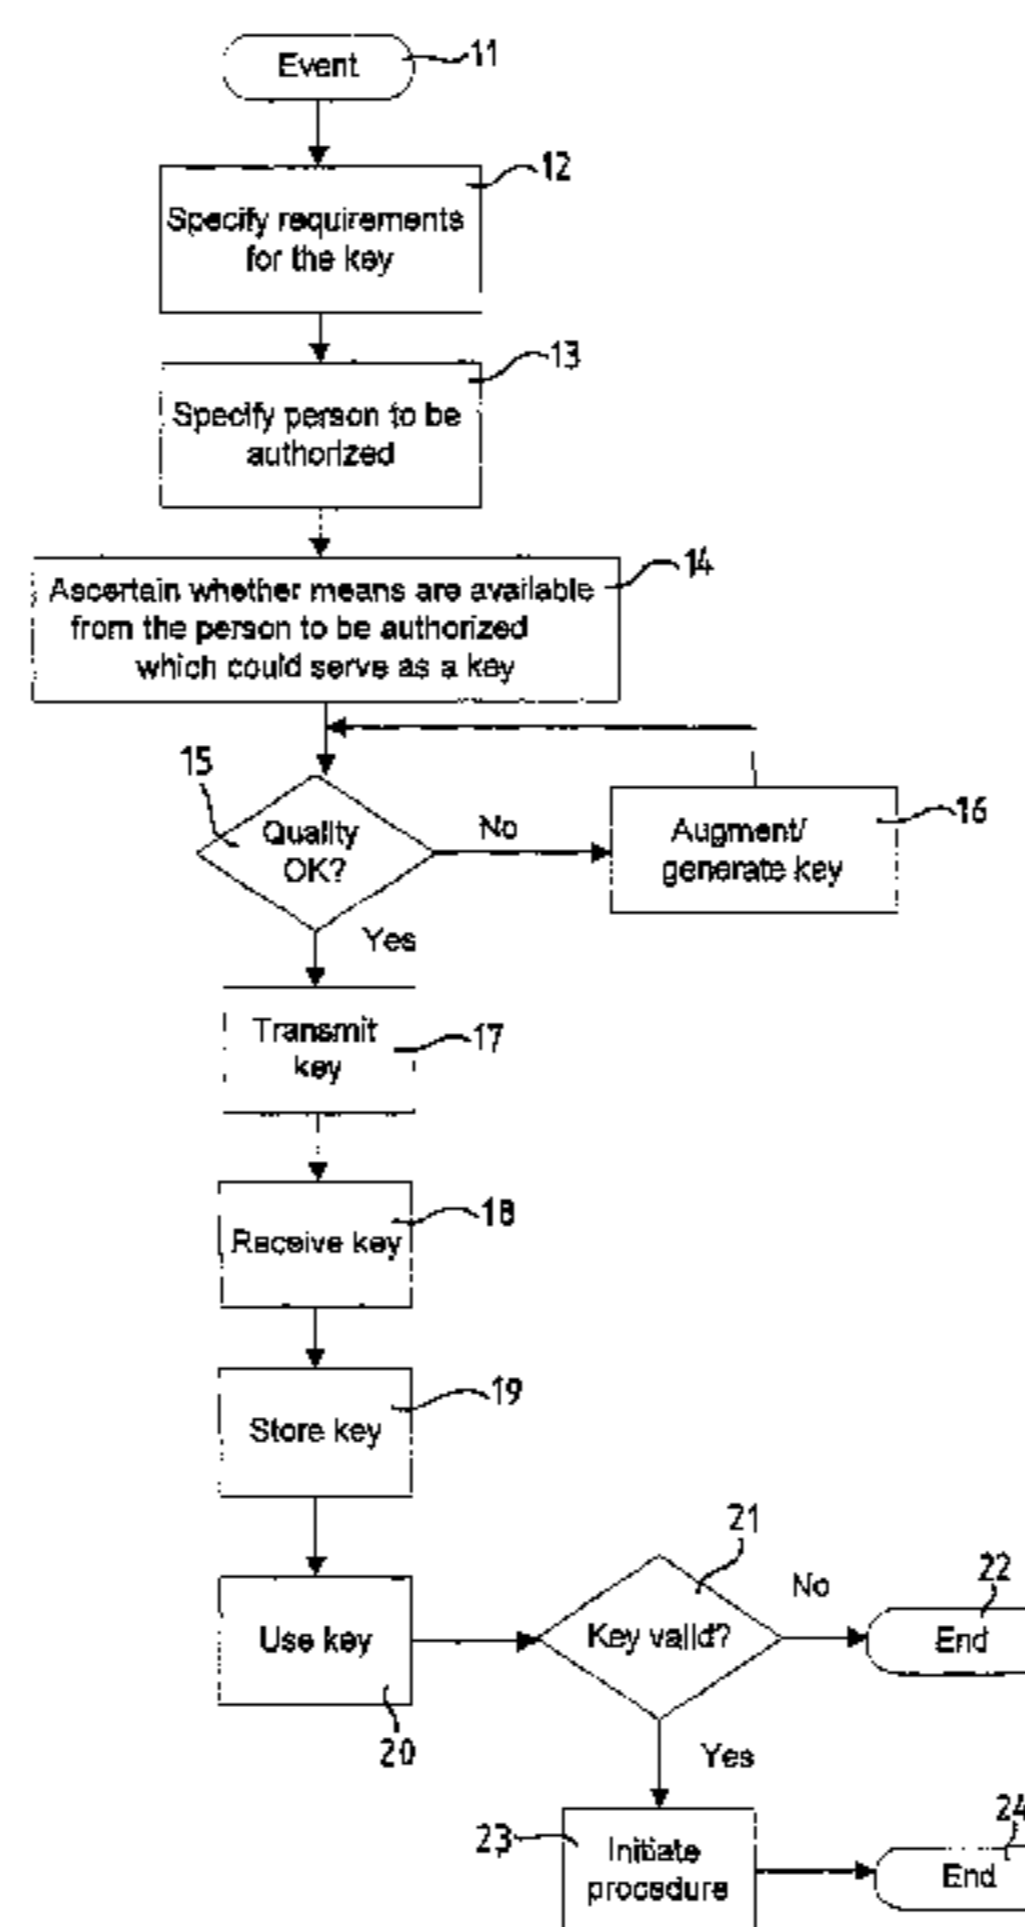 Event
11
12
Specify requirements
for the key
13
Specify person to be
authorized
14
Ascertain whether means are available
from the person to be authorized
which could serve as a key
15
Quality
OK?
No
Augment/
generate key
16
Yes
Transmit
key
17
18
Receive key
19
Store key
21
No
22
Use key
Key valid?
End
20
Yes
23
Initiate
procedure
24
End